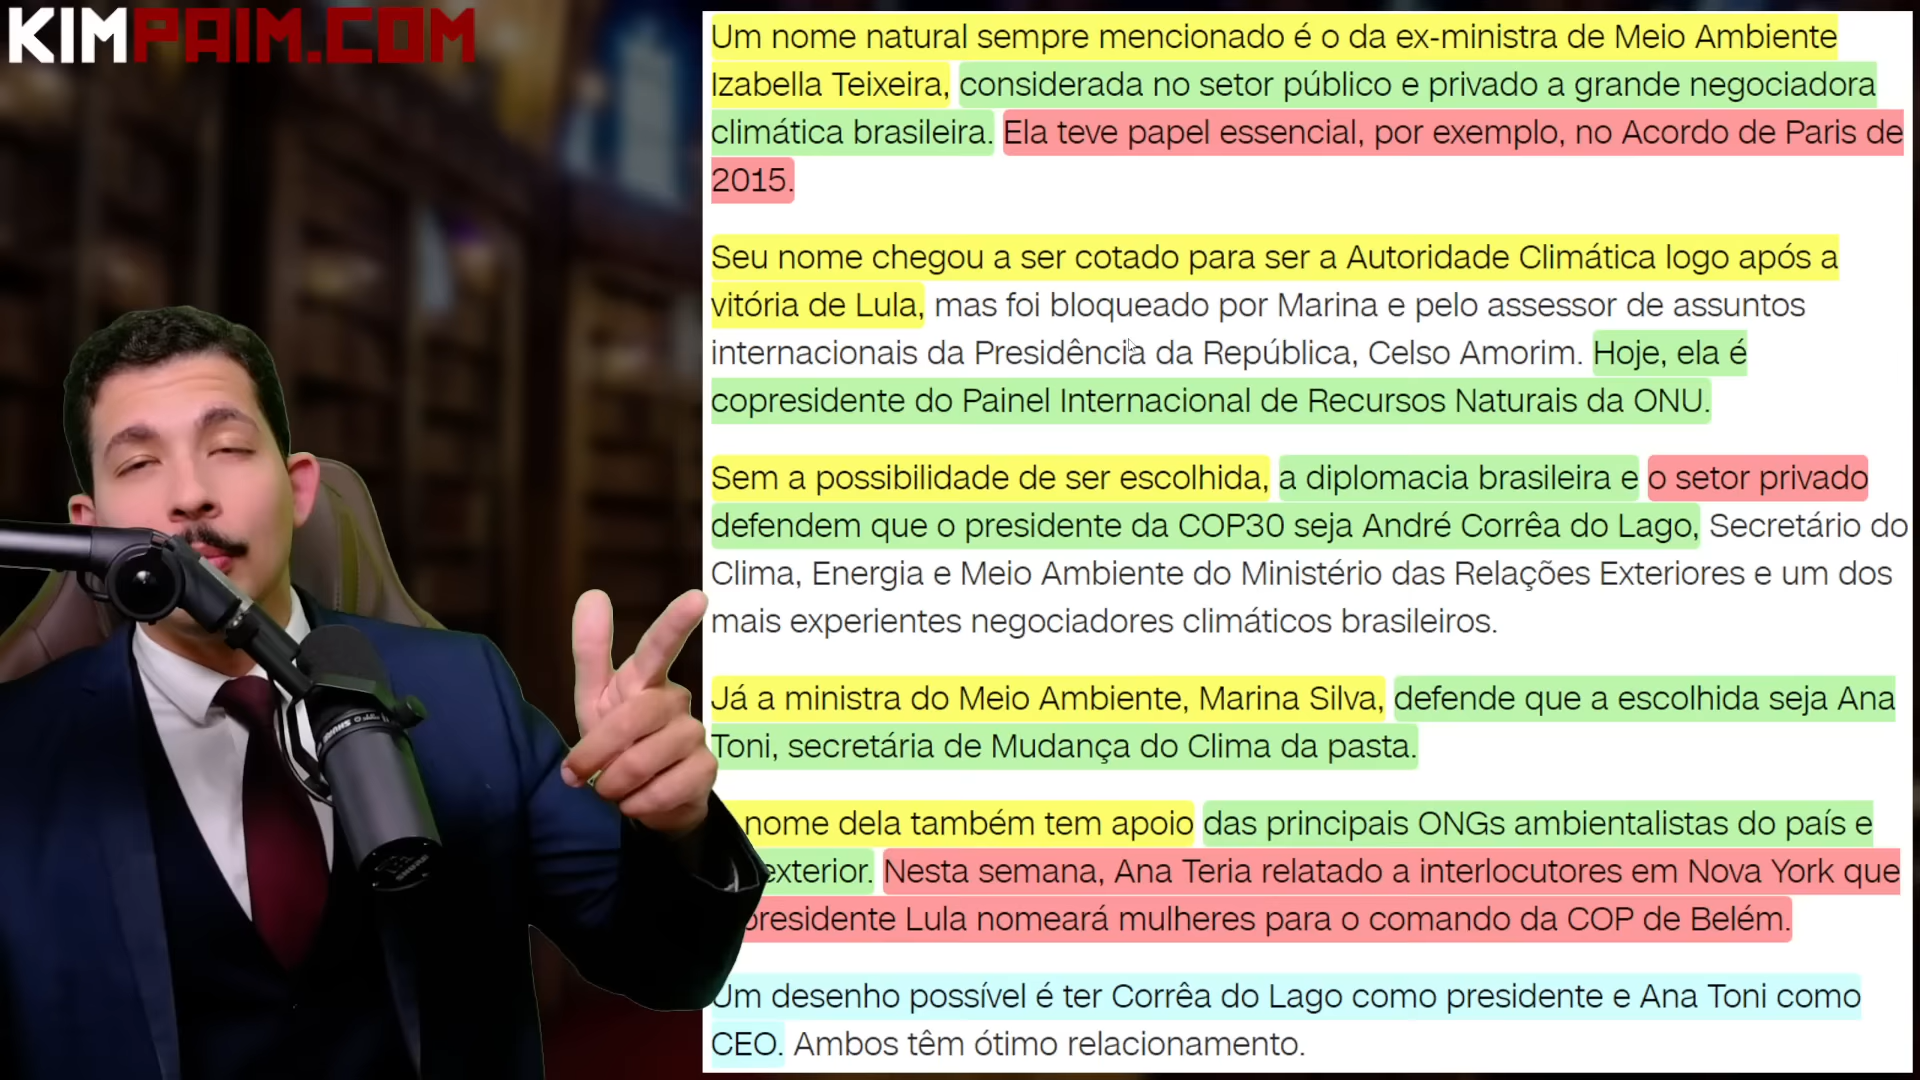 KIMPAIM.COM
Um nome natural sempre mencionado é o da ex-ministra de Meio Ambiente
Izabella Teixeira, considerada no setor público e privado a grande negociadora
climática brasileira. Ela teve papel essencial, por exemplo, no Acordo de Paris de
2015.
Seu nome chegou a ser cotado para ser a Autoridade Climática logo após a
vitória de Lula, mas foi bloqueado por Marina e pelo assessor de assuntos
internacionais da Presidência da República, Celso Amorim. Hoje, ela é
copresidente do Painel Internacional de Recursos Naturais da ONU.
Sem a possibilidade de ser escolhida, a diplomacia brasileira e o setor privado
defendem que o presidente da COP30 seja André Corrêa do Lago, Secretário do
Clima, Energia e Meio Ambiente do Ministério das Relações Exteriores e um dos
mais experientes negociadores climáticos brasileiros.
Já a ministra do Meio Ambiente, Marina Silva, defende que a escolhida seja Ana
Toni, secretária de Mudança do Clima da pasta.
nome dela também tem apoio das principais ONGs ambientalistas do país e
exterior. Nesta semana, Ana Teria relatado a interlocutores em Nova York que
presidente Lula nomeará mulheres para o comando da COP de Belém.
Um desenho possível é ter Corrêa do Lago como presidente e Ana Toni como
CEO. Ambos têm ótimo relacionamento.
SHURE